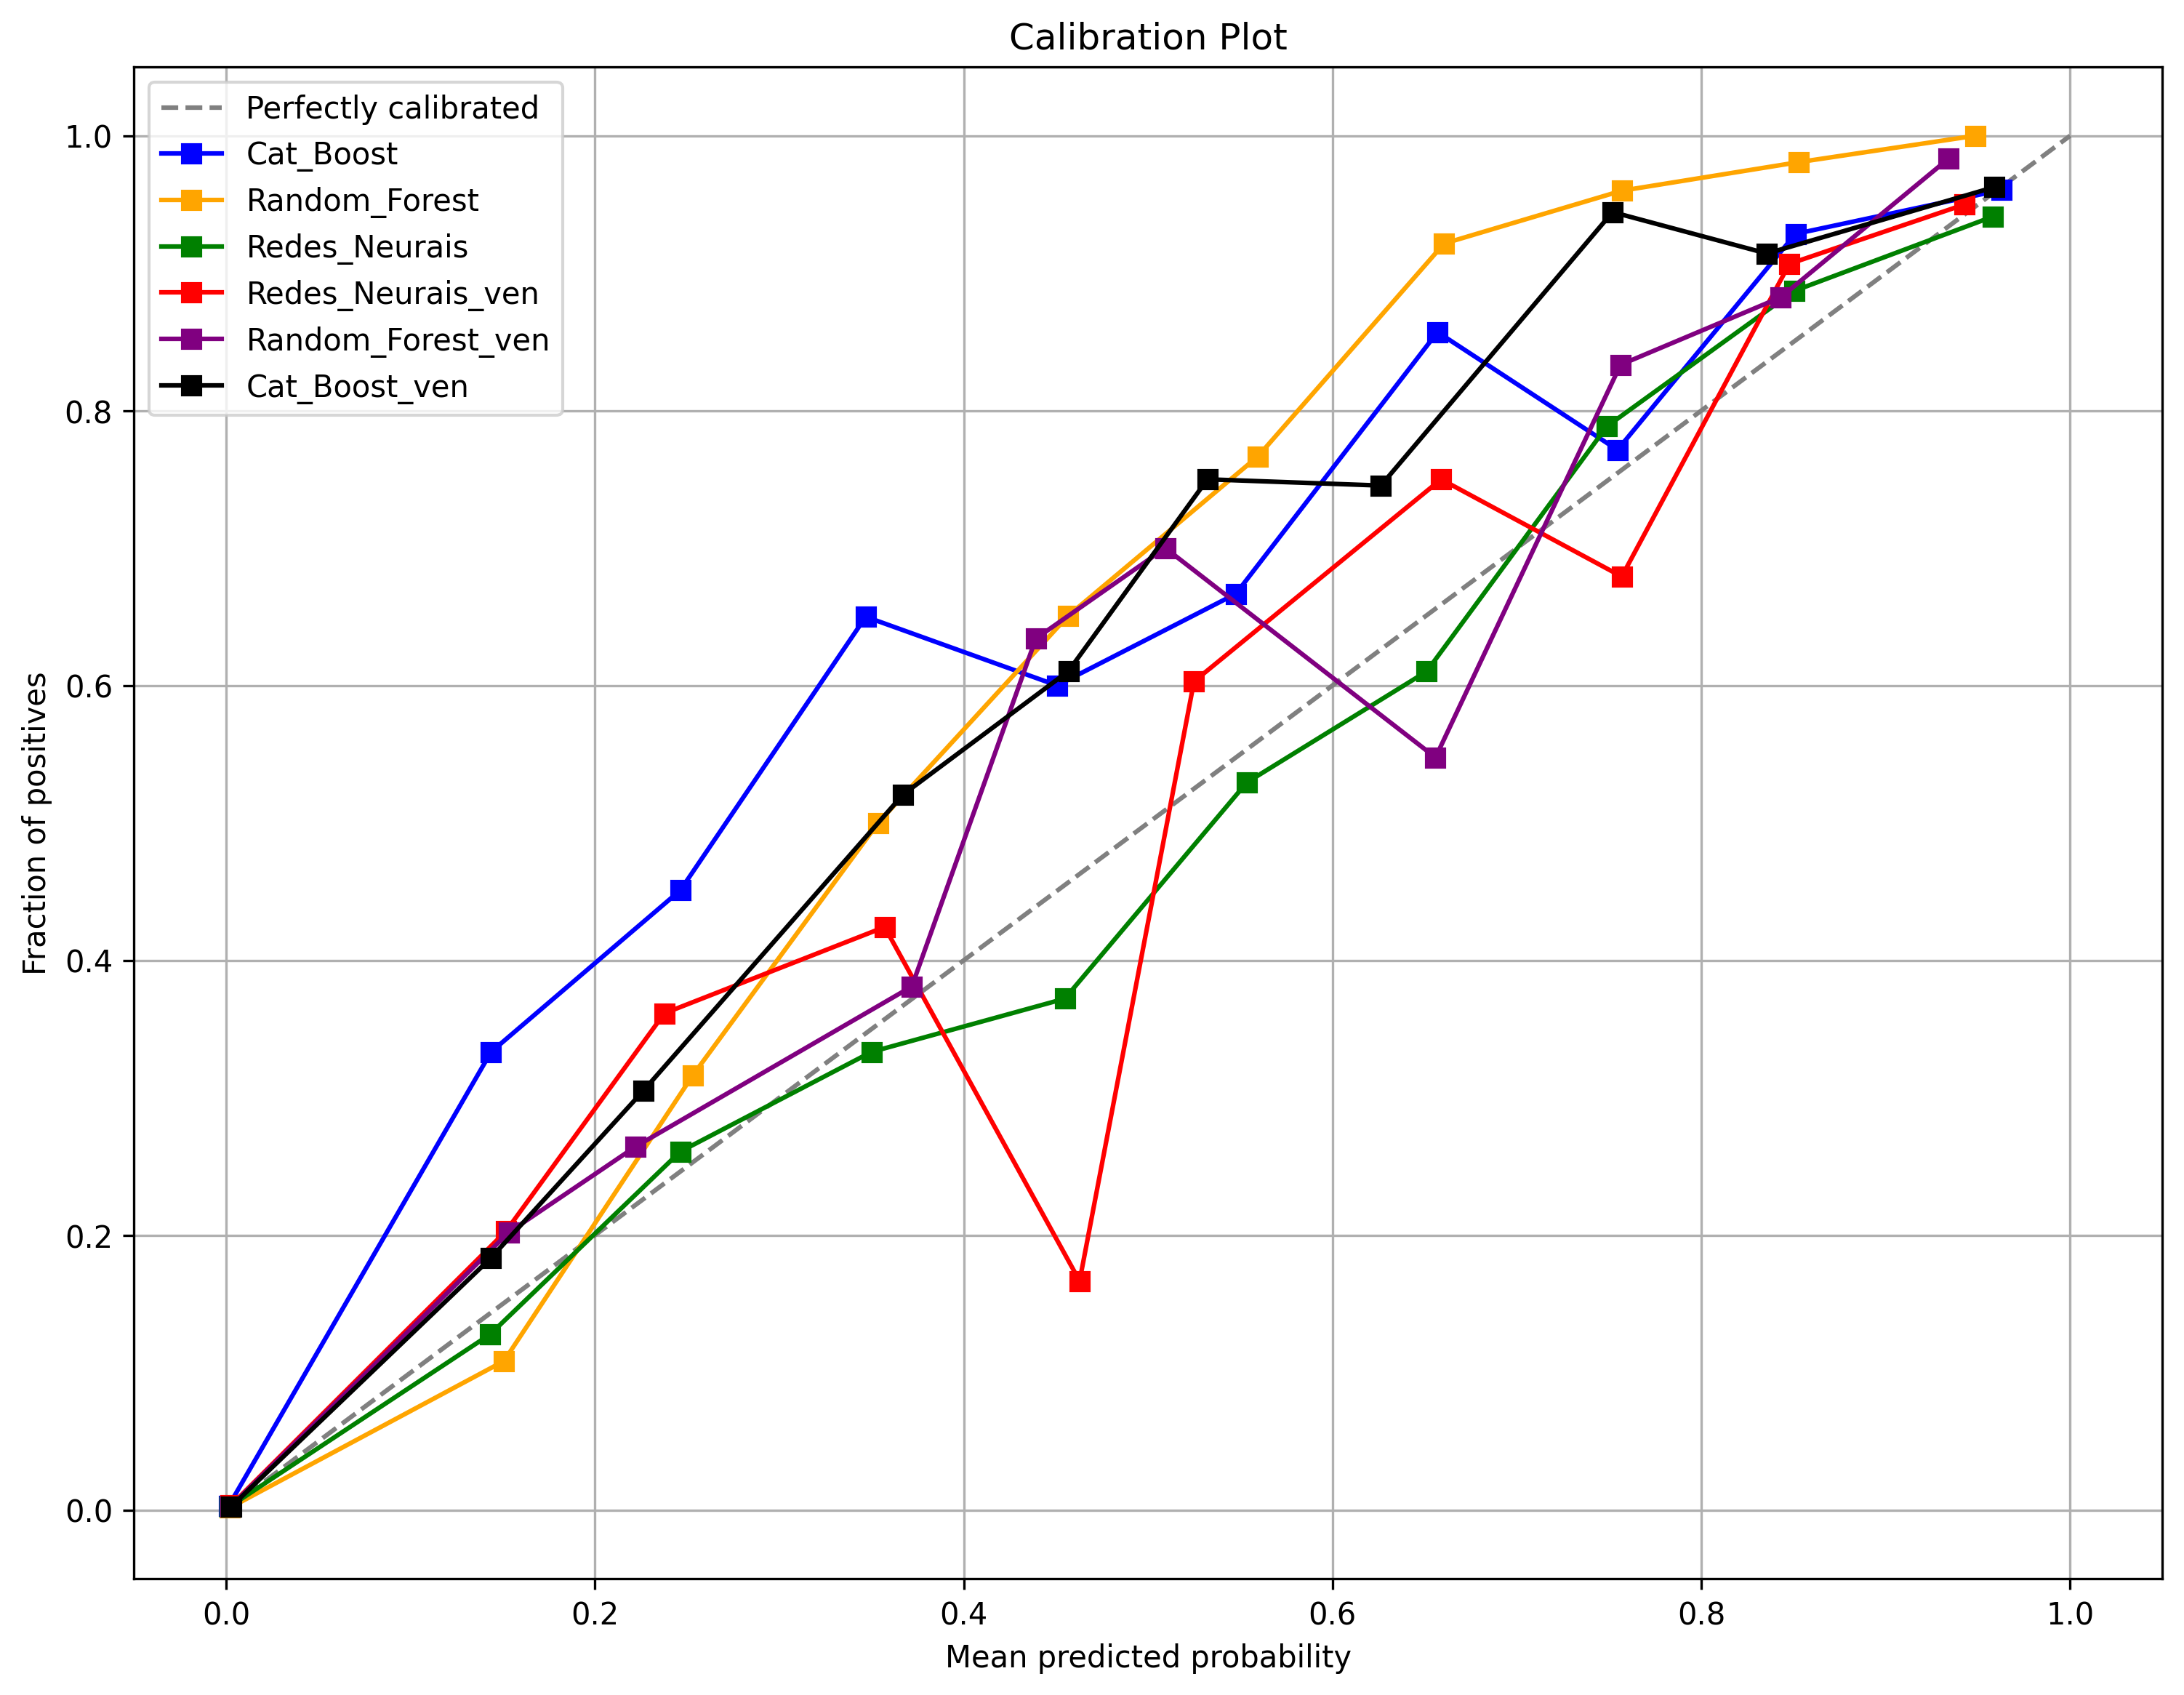 Calibration Plot
Perfectly calibrated
Cat_Boost
Random_Forest
Redes_Neurais
Redes_Neurais_ven
Random_Forest_ven
Cat_Boost_ven
Fraction of positives
1.0
0.8
0.6
0.4
0.2
0.0
0.0 0.2 0.4 0.6 0.8 1.0
Mean predicted probability